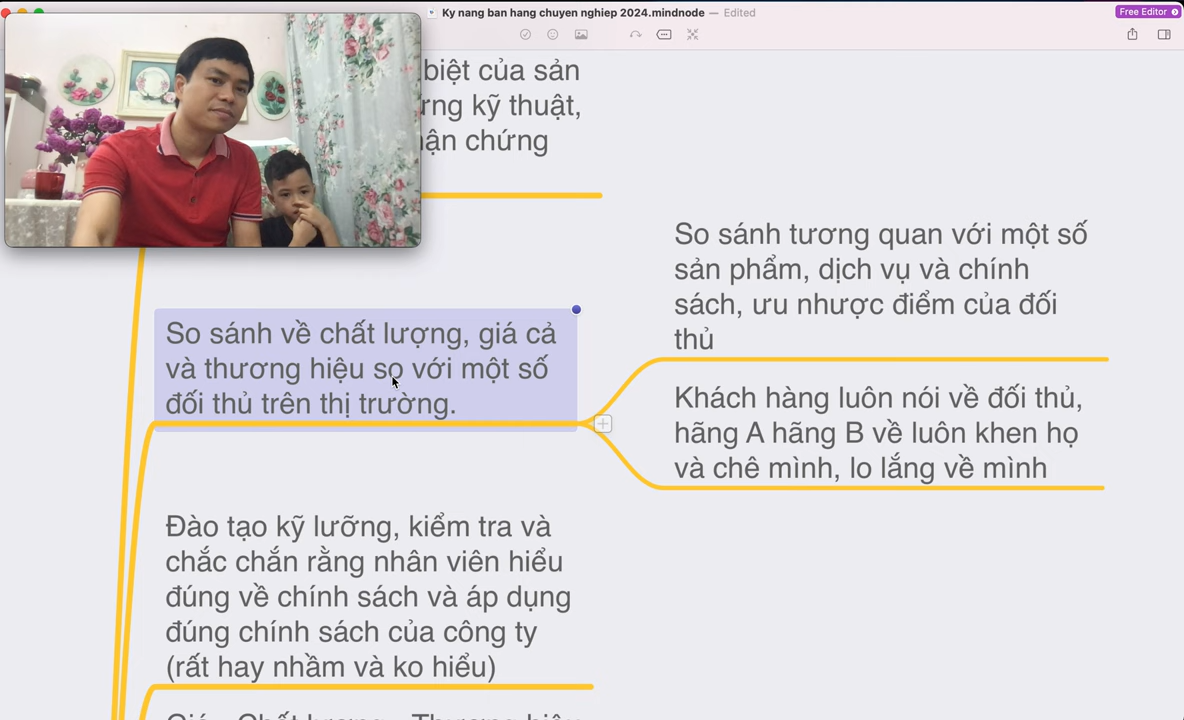 Ky nang ban hang chuyen nghiep 2024.mindnode — Edited
Free Editor
biệt của sản
kỹ thuật,
chứng
So sánh về chất lượng, giá cả
và thương hiệu so với một số
đối thủ trên thị trường.
So sánh tương quan với một số
sản phẩm, dịch vụ và chính
sách, ưu nhược điểm của đối
thủ
Khách hàng luôn nói về đối thủ,
hãng A hãng B về luôn khen họ
và chê mình, lo lắng về mình
Đào tạo kỹ lưỡng, kiểm tra và
chắc chắn rằng nhân viên hiểu
đúng về chính sách và áp dụng
đúng chính sách của công ty
(rất hay nhầm và ko hiểu)